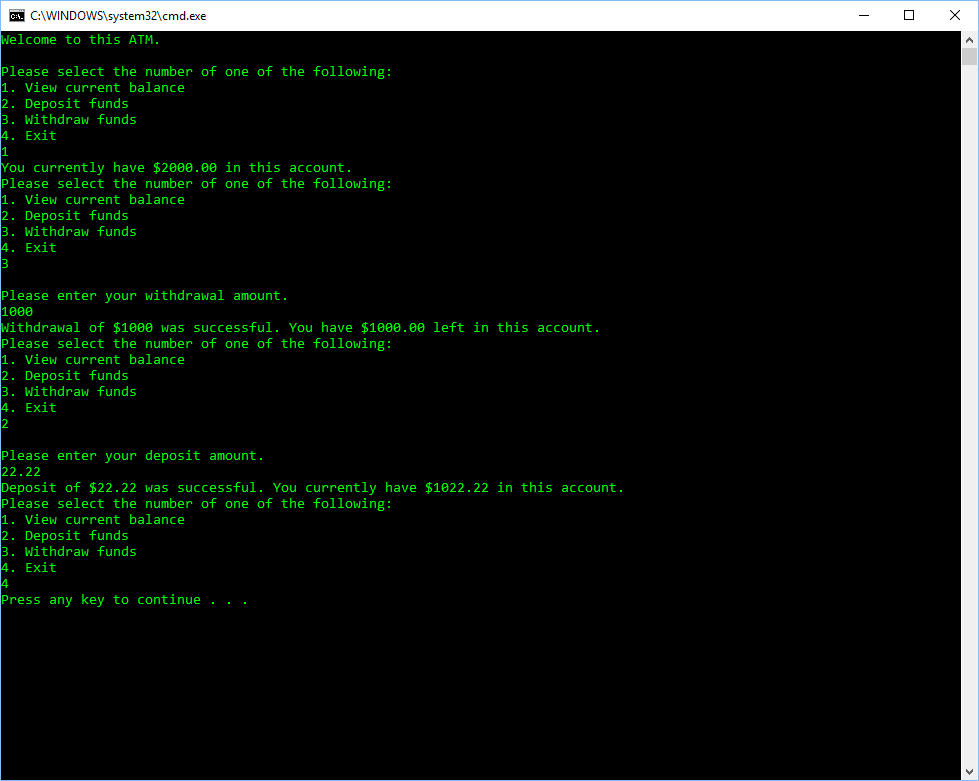 C:\WINDOWS\system32\cmd.exe
Welcome to this ATM.
Please select the number of one of the following:
1. View current balance
2. Deposit funds
3. Withdraw funds
4. Exit
1
You currently have $2000.00 in this account.
Please select the number of one of the following:
1. View current balance
2. Deposit funds
3. Withdraw funds
4. Exit
3
Please enter your withdrawal amount.
1000
Withdrawal of $1000 was successful. You have $1000.00 left in this account.
Please select the number of one of the following:
1. View current balance
2. Deposit funds
3. Withdraw funds
4. Exit
2
Please enter your deposit amount.
22.22
Deposit of $22.22 was successful. You currently have $1022.22 in this account.
Please select the number of one of the following:
1. View current balance
2. Deposit funds
3. Withdraw funds
4. Exit
4
Press any key to continue . . .